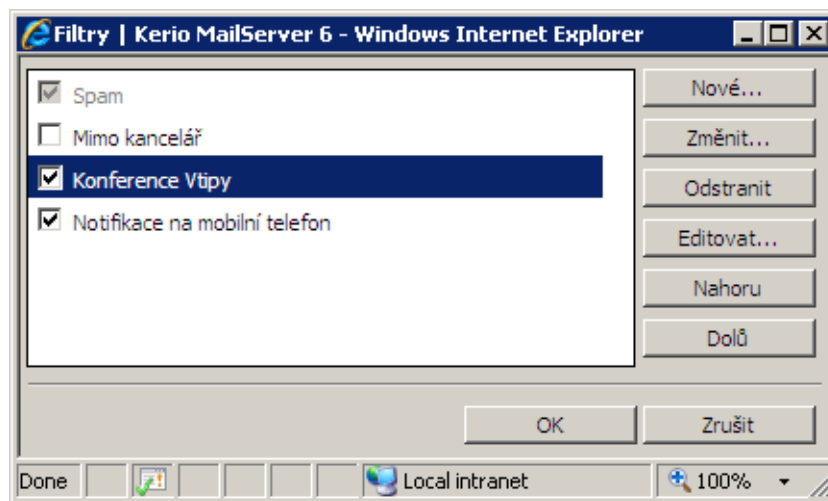 Filtry | Kerio MailServer 6 - Windows Internet Explorer
Spam
Mimo kancelář
Konference Vtipy
Notifikace na mobilní telefon
Nové...
Změnit...
Odstranit
Editovat...
Nahoru
Dolů
OK
Zrušit
Done
Local intranet
100%